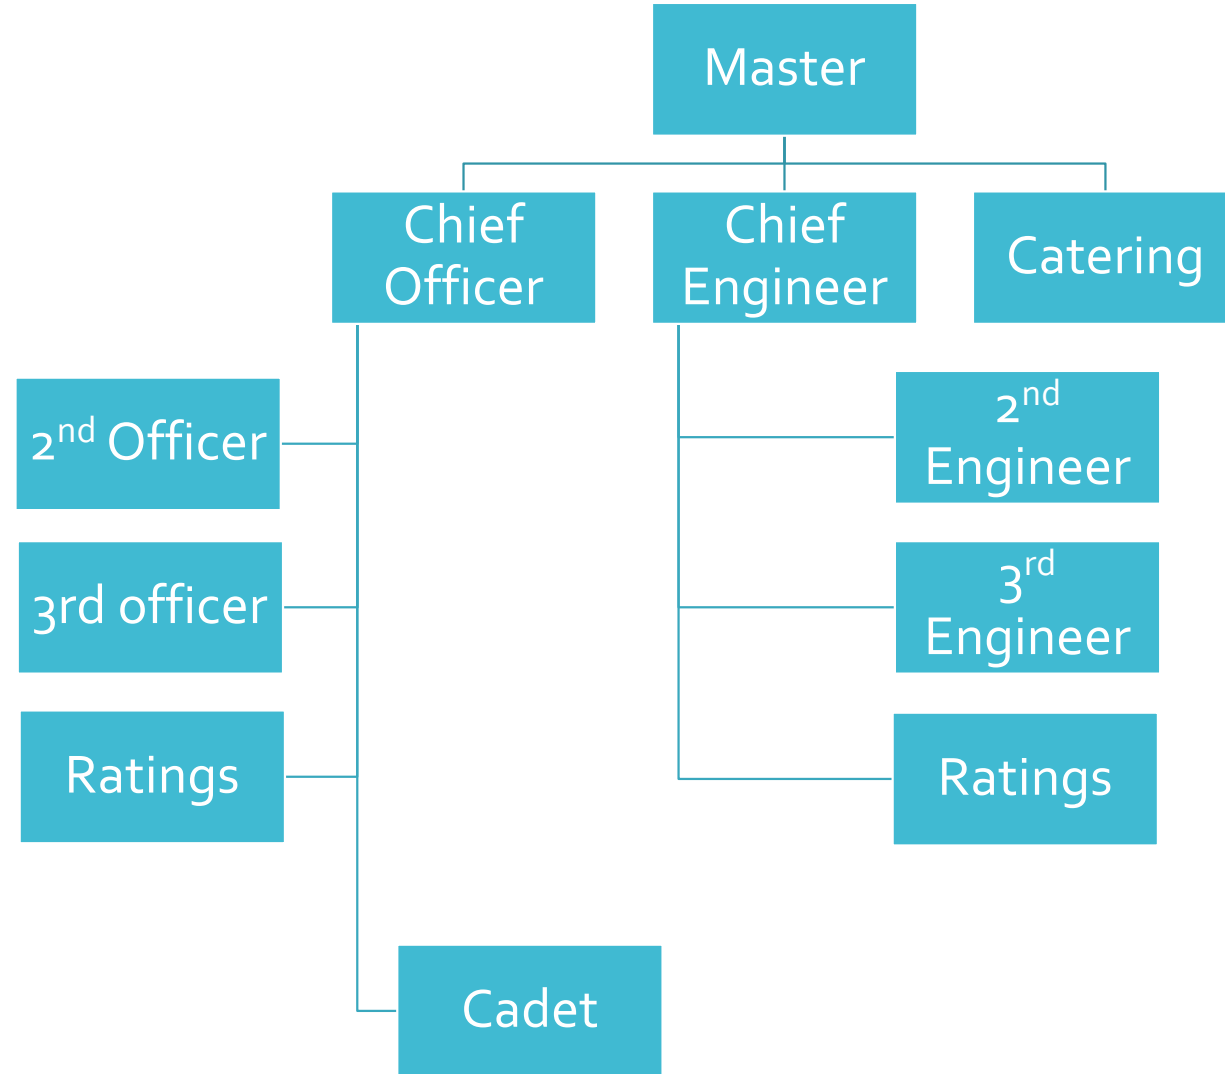 Master
Chief
Officer
Chief
Engineer
Catering
2nd Officer
2nd
Engineer
3rd officer
3rd
Engineer
Ratings
Ratings
Cadet